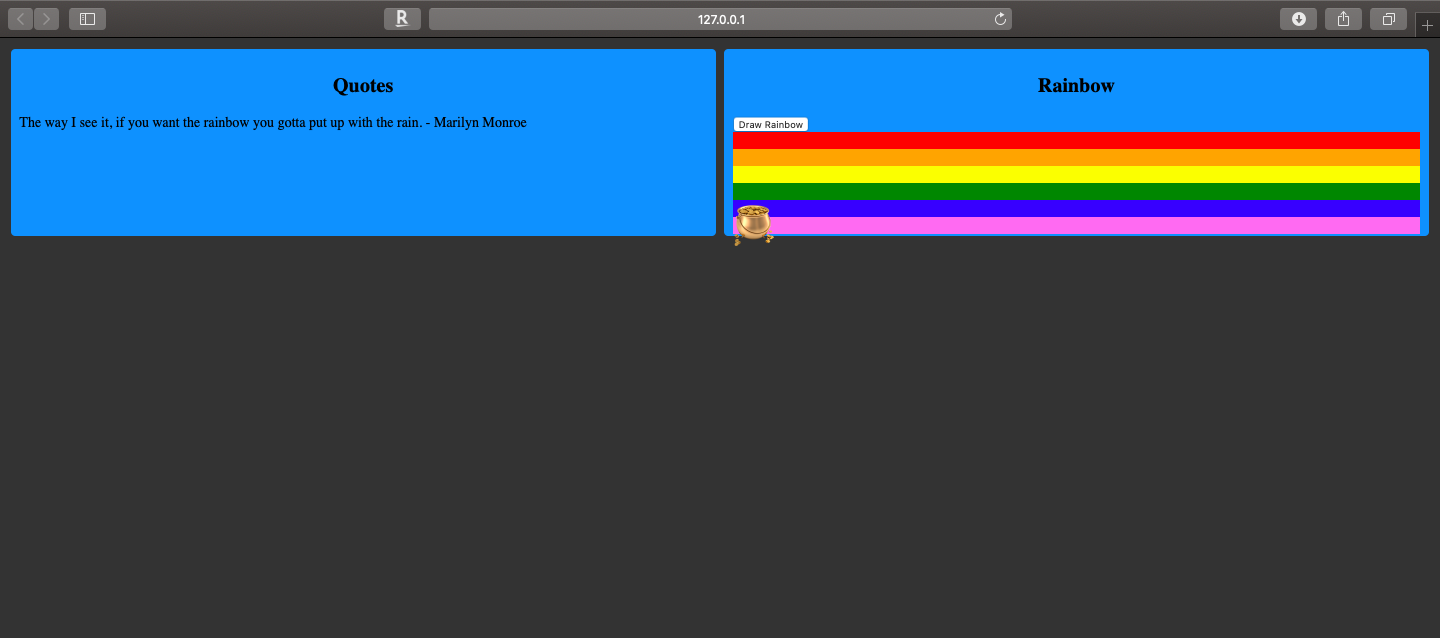 R
127.0.0.1
Quotes
The way I see it, if you want the rainbow you gotta put up with the rain. - Marilyn Monroe
Rainbow
Draw Rainbow